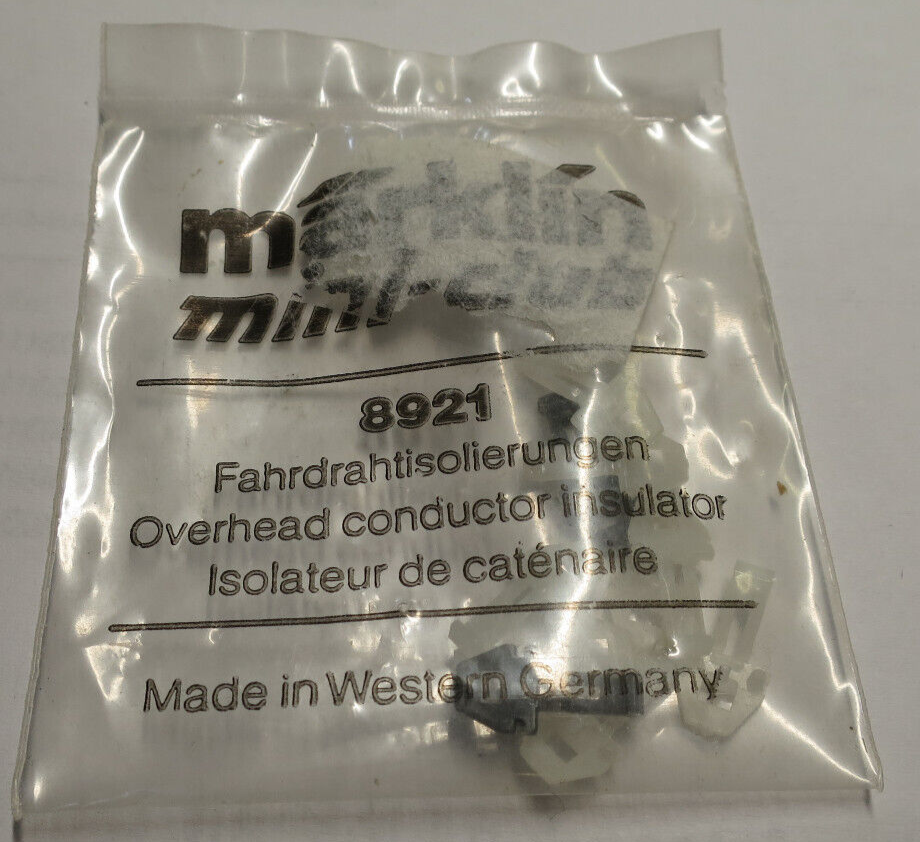 märklin
mini-club
8921
Fahrdrahtisolierungen
Overhead conductor insulator
Isolateur de caténaire
Made in Western Germany